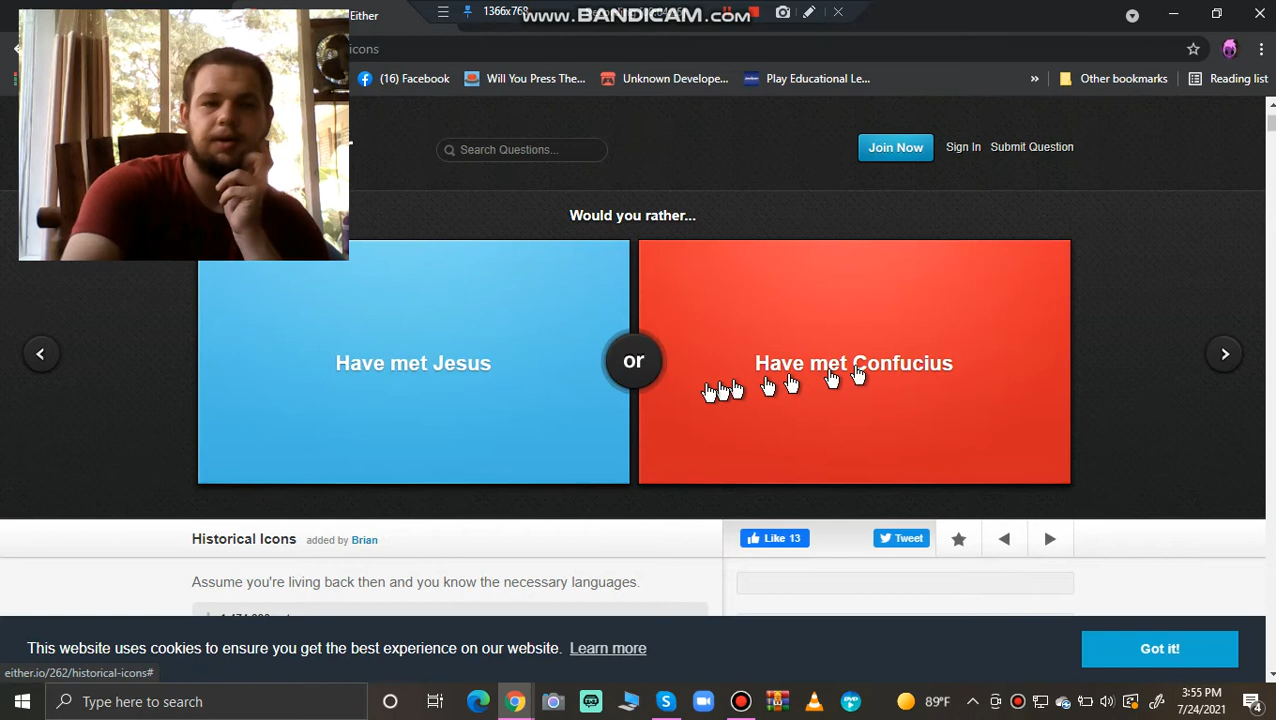 Either
1366x768
www.BANDICAM.com
icons
(16) Facebook
Will You Press The...
Unknown Develope...
Play Educational Le...
»
Other bookmarks
Reading list
Search Questions...
Join Now
Sign In
Submit Question
Would you rather...
Have met Jesus
or
Have met Confucius
Historical Icons
added by Brian
Like 13
Tweet
Assume you're living back then and you know the necessary languages.
This website uses cookies to ensure you get the best experience on our website. Learn more
Got it!
either.io/262/historical-icons#
Type here to search
89°F
3:55 PM
7/24/2021